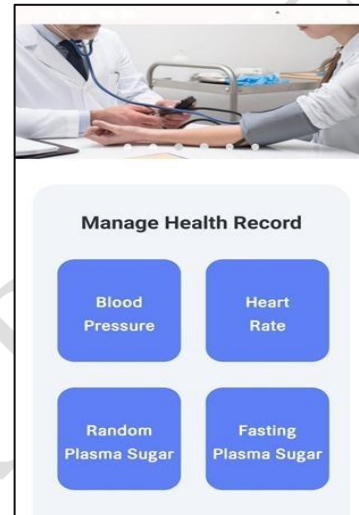 Manage Health Record
Blood
Pressure
Heart
Rate
Random
Plasma Sugar
Fasting
Plasma Sugar